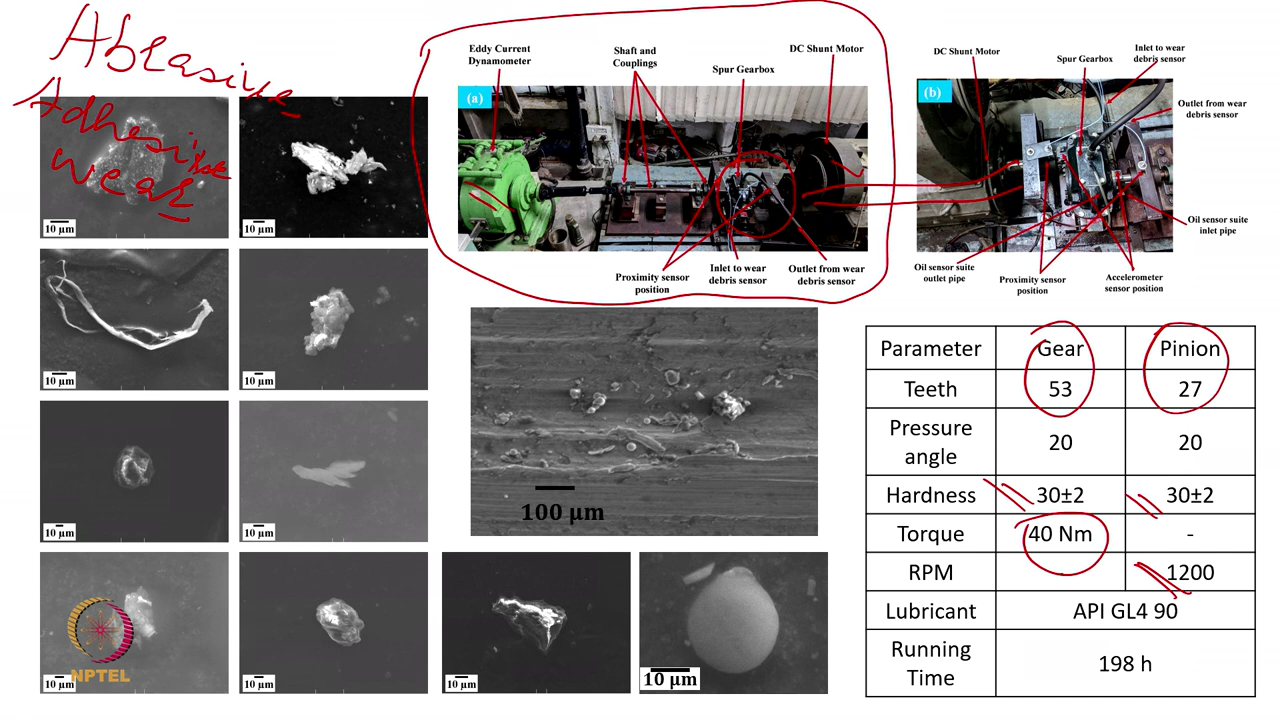 Abrasive
Adhesive
wear
10 µm
10 µm
10 µm
10 µm
10 µm
10 µm
10 µm
10 µm
10 µm
10 µm
100 µm
NPTEL
(a)
Eddy Current
Dynamometer
Shaft and
Couplings
Spur Gearbox
DC Shunt Motor
Proximity sensor
position
Inlet to wear
debris sensor
Outlet from wear
debris sensor
(b)
DC Shunt Motor
Spur Gearbox
Inlet to wear
debris sensor
Outlet from wear
debris sensor
Oil sensor suite
inlet pipe
Oil sensor suite
outlet pipe
Proximity sensor
position
Accelerometer
sensor position
Parameter Gear Pinion
Teeth 53 27
Pressure
angle 20 20
Hardness 30±2 30±2
Torque 40 Nm -
RPM 1200
Lubricant API GL4 90
Running
Time 198 h